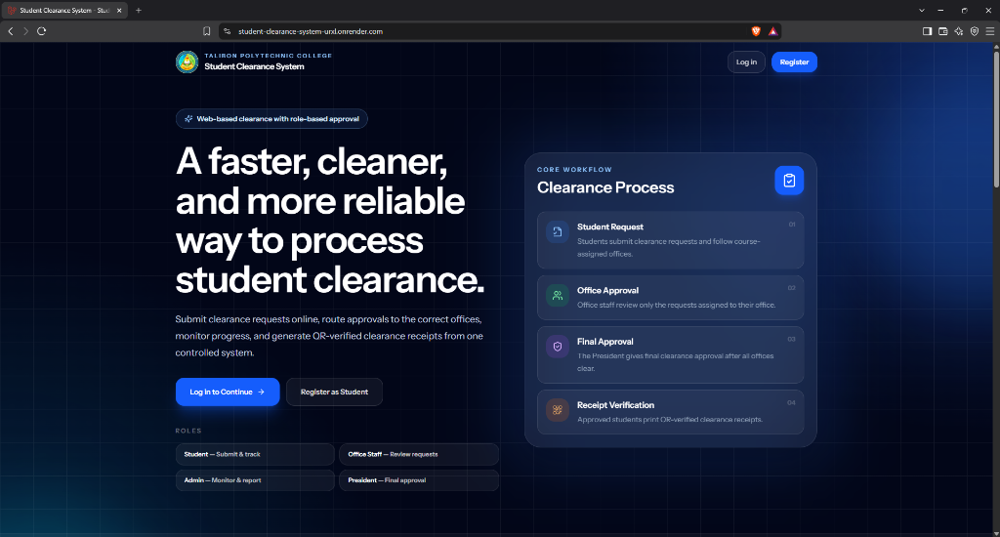 Student Clearance System - Stud
student-clearance-system-urxl.onrender.com
TALIBON POLYTECHNIC COLLEGE
Student Clearance System
Log in
Register
Web-based clearance with role-based approval
A faster, cleaner,
and more reliable
way to process
student clearance.
Submit clearance requests online, route approvals to the correct offices,
monitor progress, and generate QR-verified clearance receipts from one
controlled system.
Log in to Continue →
Register as Student
ROLES
Student — Submit & track
Office Staff — Review requests
Admin — Monitor & report
President — Final approval
CORE WORKFLOW
Clearance Process
Student Request
01
Students submit clearance requests and follow course-
assigned offices.
Office Approval
02
Office staff review only the requests assigned to their office.
Final Approval
03
The President gives final clearance approval after all offices
clear.
Receipt Verification
04
Approved students print QR-verified clearance receipts.